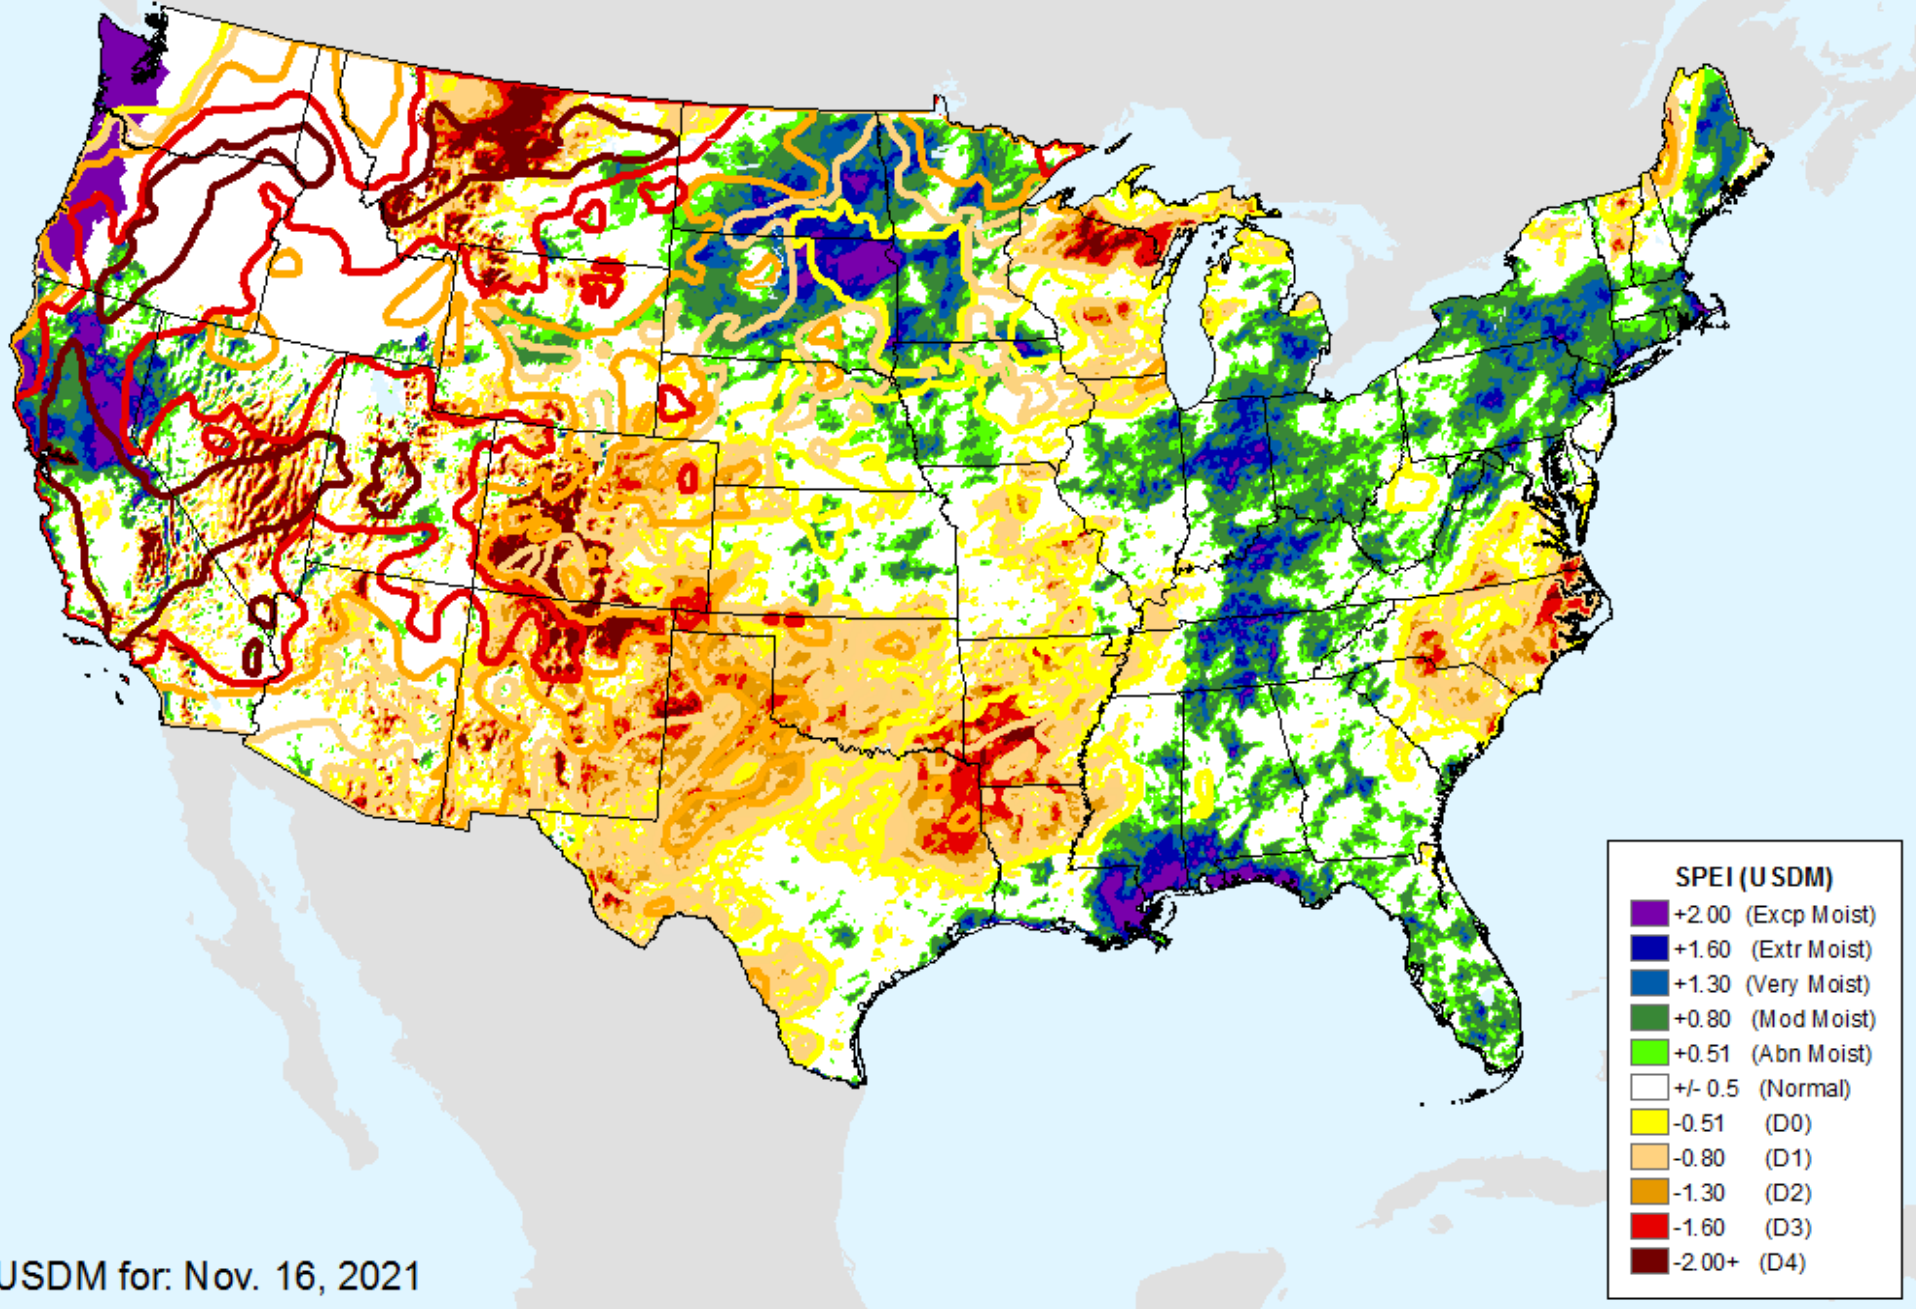 SPEI (USDM)
+2.00 (Excp Moist)
+1.60 (Extr Moist)
+1.30 (Very Moist)
+0.80 (Mod Moist)
+0.51 (Abn Moist)
+/- 0.5 (Normal)
-0.51 (D0)
-0.80 (D1)
-1.30 (D2)
-1.60 (D3)
-2.00+ (D4)
USDM for: Nov. 16, 2021